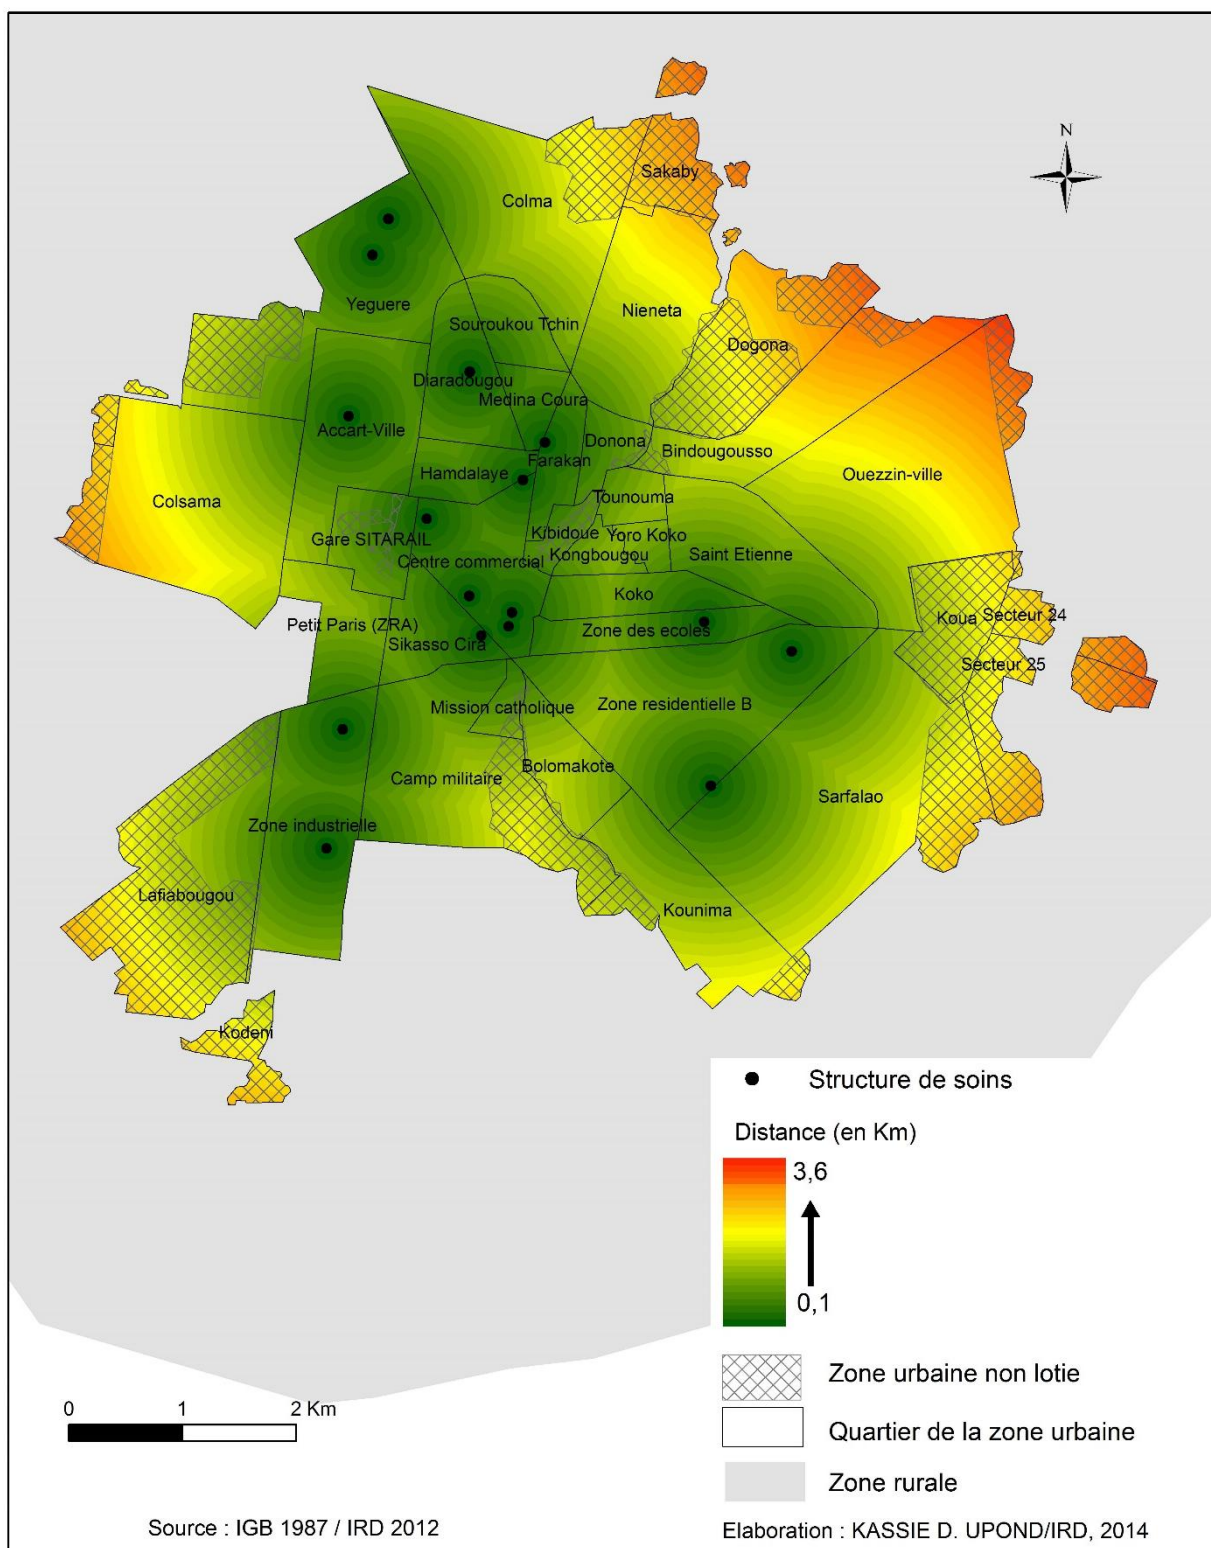 N
Sakaby
Colma
Yeguere
Nieneta
Souroukou Tchin
Dogona
Diaradougou
Medina Coura
Accart-Ville
Donona
Bindougousso
Farakan
Hamdalaye
Ouezzin-ville
Colsama
Tounouma
Gare SITARAIL
Kibidoue
Yoro Koko
Kongbougou
Saint Etienne
Centre commercial
Koko
Koua
Secteur 24
Petit Paris (ZRA)
Zone des ecoles
Sikasso Cira
Secteur 25
Mission catholique
Zone residentielle B
Bolomakote
Camp militaire
Sarfalao
Zone industrielle
Lafiabougou
Kounima
Kodeni
Structure de soins
Distance (en Km)
3,6
0,1
Zone urbaine non lotie
Quartier de la zone urbaine
Zone rurale
0 1 2 Km
Source : IGB 1987 / IRD 2012
Elaboration : KASSIE D. UPOND/IRD, 2014